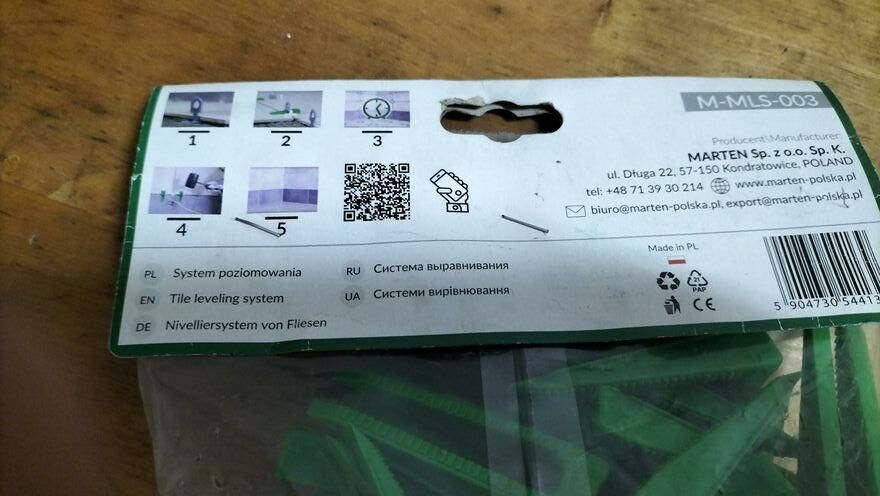 M-MLS-003
1
2
3
4
5
Producent\Manufacturer:
MARTEN Sp. z o.o. Sp. K.
ul. Długa 22, 57-150 Kondratowice, POLAND
tel: +48 71 39 30 214 www.marten-polska.pl
biuro@marten-polska.pl, export@marten-polska.pl
PL System poziomowania
EN Tile leveling system
DE Nivelliersystem von Fliesen
RU Система выравнивания
UA Системи вирівнювання
Made in PL
21
PAP
CE
5 904730 54413